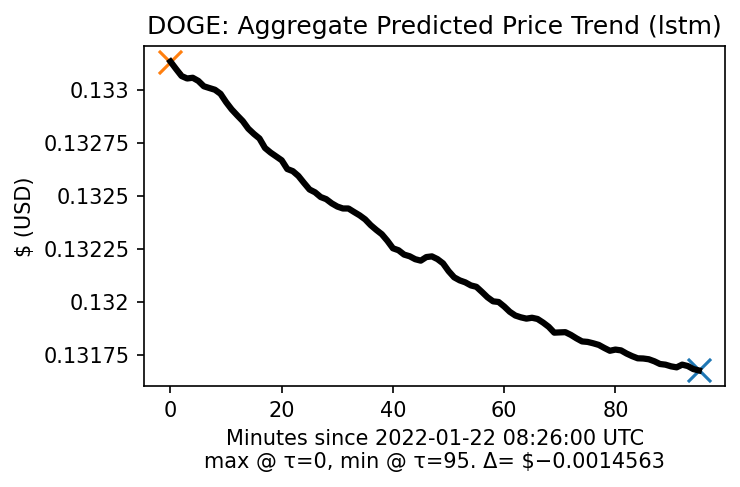 DOGE: Aggregate Predicted Price Trend (lstm)
$ (USD)
0.133
0.13275
0.1325
0.13225
0.132
0.13175
0 20 40 60 80
Minutes since 2022-01-22 08:26:00 UTC
max @ τ=0, min @ τ=95. Δ= $−0.0014563